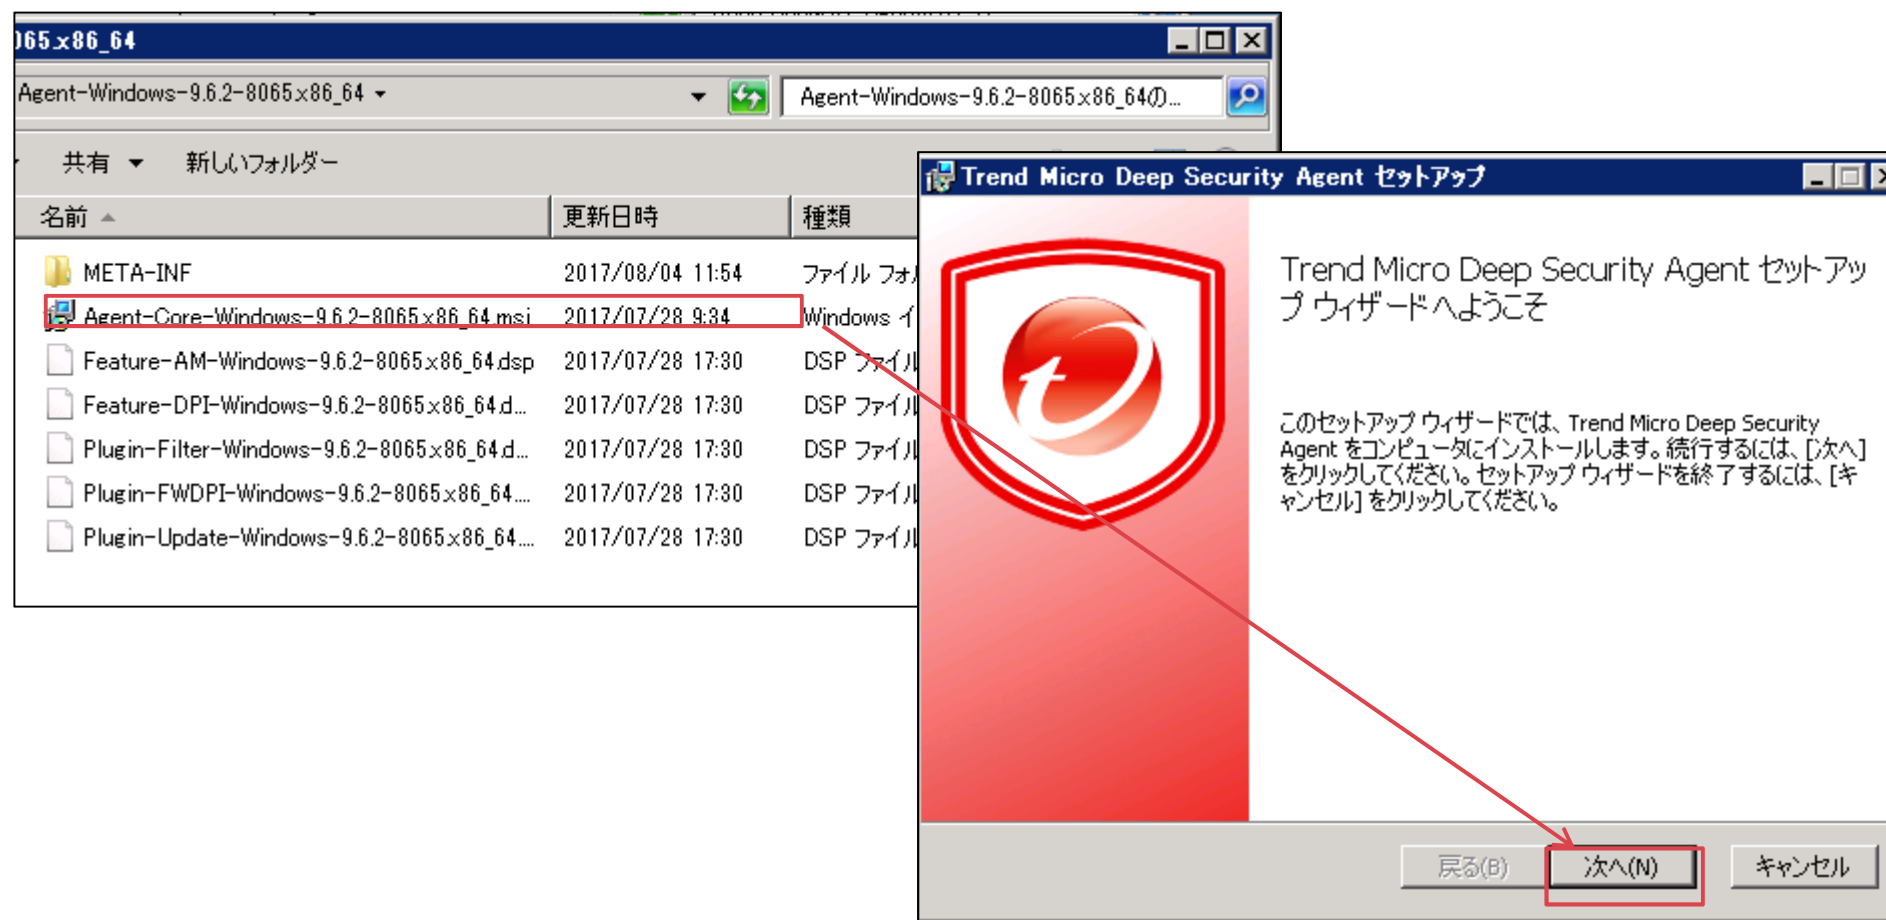 065.x86_64
Agent-Windows-9.6.2-8065.x86_64
Agent-Windows-9.6.2-8065.x86_64の...
共有
新しいフォルダー
名前
更新日時
種類
META-INF 2017/08/04 11:54 ファイル フォル
Agent-Core-Windows-9.6.2-8065.x86_64.msi 2017/07/28 9:34 Windows イ
Feature-AM-Windows-9.6.2-8065.x86_64.dsp 2017/07/28 17:30 DSP ファイル
Feature-DPI-Windows-9.6.2-8065.x86_64.d... 2017/07/28 17:30 DSP ファイル
Plugin-Filter-Windows-9.6.2-8065.x86_64.d... 2017/07/28 17:30 DSP ファイル
Plugin-FWDPI-Windows-9.6.2-8065.x86_64.... 2017/07/28 17:30 DSP ファイル
Plugin-Update-Windows-9.6.2-8065.x86_64.... 2017/07/28 17:30 DSP ファイル
Trend Micro Deep Security Agent セットアップ
Trend Micro Deep Security Agent セットアッ
プ ウィザードへようこそ
このセットアップ ウィザードでは、Trend Micro Deep Security
Agent をコンピュータにインストールします。続行するには、[次へ]
をクリックしてください。セットアップ ウィザードを終了するには、[キ
ャンセル] をクリックしてください。
戻る(B)
次へ(N)
キャンセル